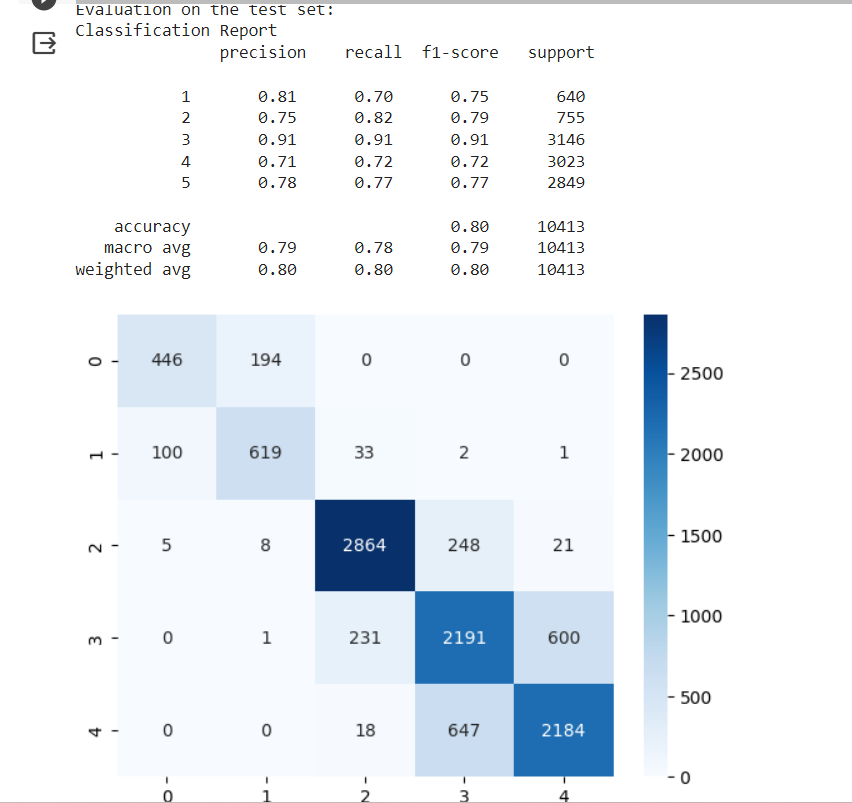 Evaluation on the test set:
Classification Report
precision recall f1-score support
1 0.81 0.70 0.75 640
2 0.75 0.82 0.79 755
3 0.91 0.91 0.91 3146
4 0.71 0.72 0.72 3023
5 0.78 0.77 0.77 2849
accuracy 0.80 10413
macro avg 0.79 0.78 0.79 10413
weighted avg 0.80 0.80 0.80 10413
0 446 194 0 0 0
1 100 619 33 2 1
2 5 8 2864 248 21
3 0 1 231 2191 600
4 0 0 18 647 2184
0 1 2 3 4
2500
2000
1500
1000
500
0